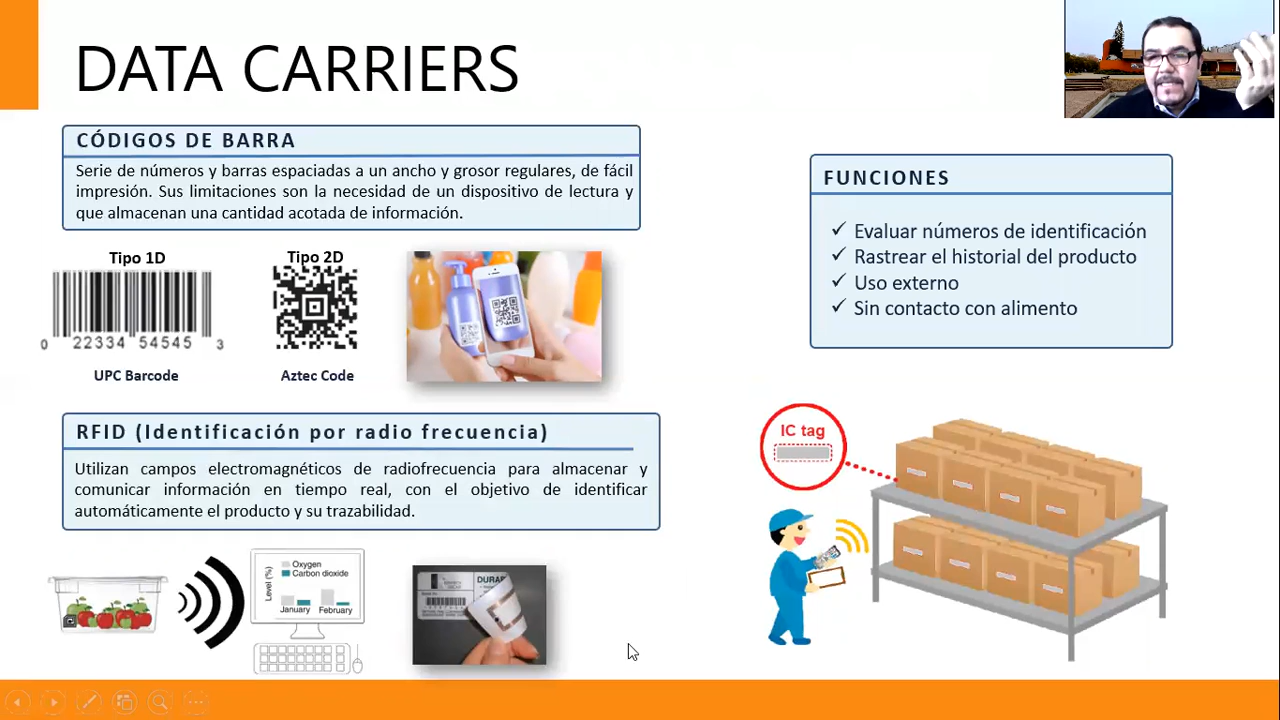 DATA CARRIERS
CÓDIGOS DE BARRA
Serie de números y barras espaciadas a un ancho y grosor regulares, de fácil
impresión. Sus limitaciones son la necesidad de un dispositivo de lectura y
que almacenan una cantidad acotada de información.
Tipo 1D
Tipo 2D
0 22334 54545 3
UPC Barcode
Aztec Code
RFID (Identificación por radio frecuencia)
Utilizan campos electromagnéticos de radiofrecuencia para almacenar y
comunicar información en tiempo real, con el objetivo de identificar
automáticamente el producto y su trazabilidad.
Level (%)
Oxygen
Carbon dioxide
January
February
DURAB
FUNCIONES
✓ Evaluar números de identificación
✓ Rastrear el historial del producto
✓ Uso externo
✓ Sin contacto con alimento
IC tag